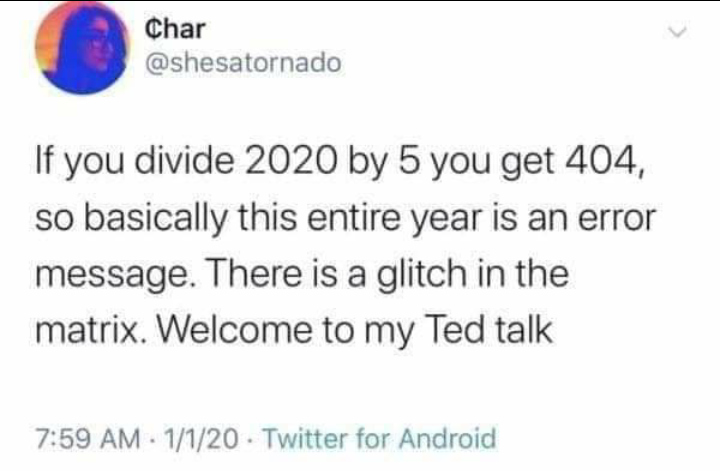 ₵har
@shesatornado
If you divide 2020 by 5 you get 404,
so basically this entire year is an error
message. There is a glitch in the
matrix. Welcome to my Ted talk
7:59 AM · 1/1/20 · Twitter for Android